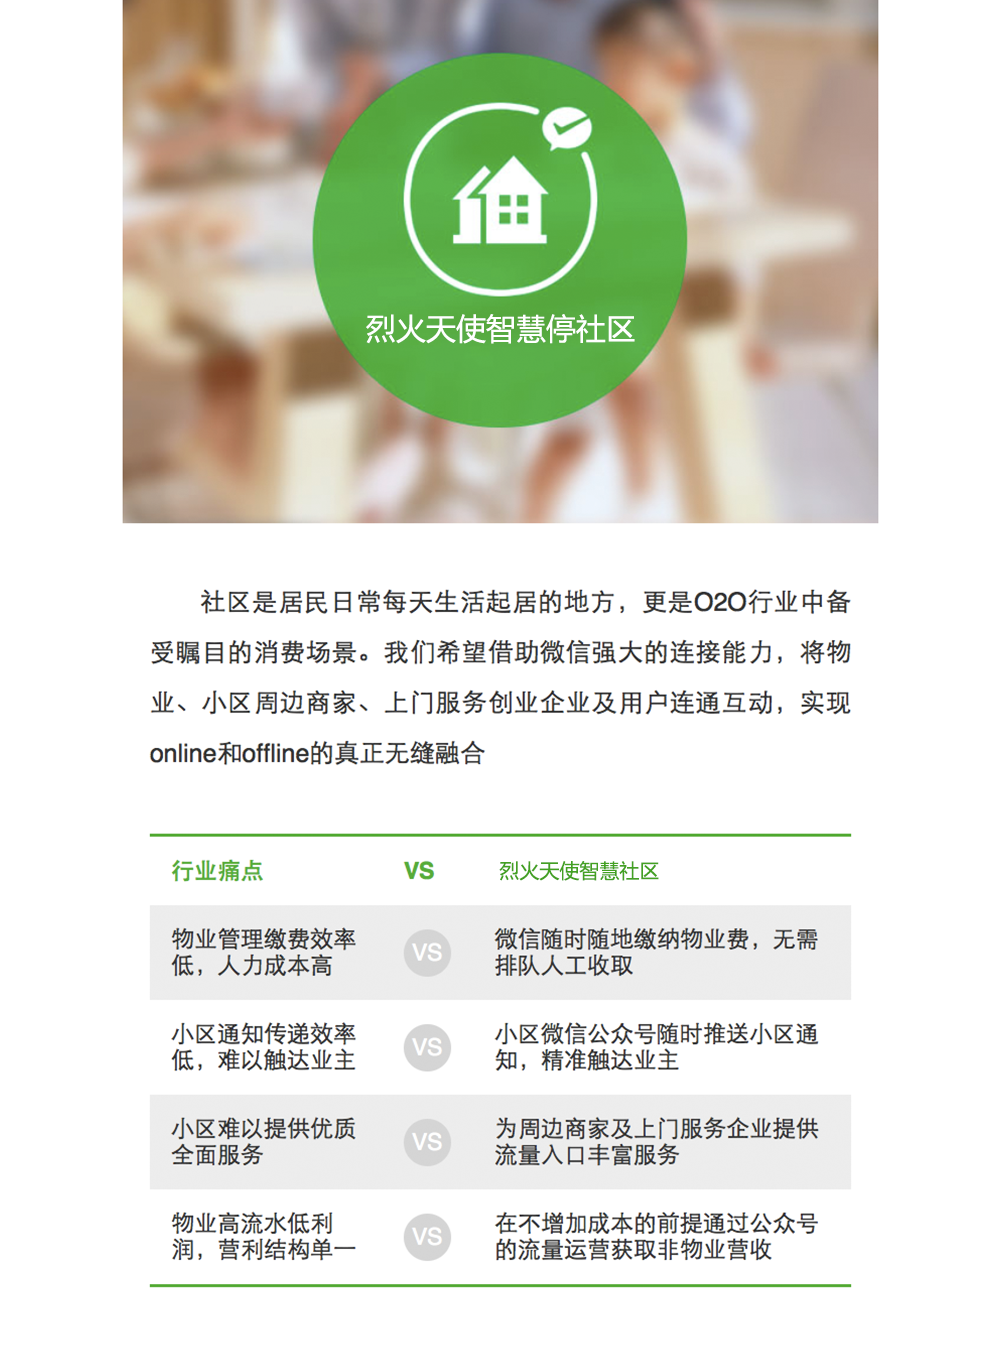 烈火天使智慧停社区
社区是居民日常每天生活起居的地方，更是O2O行业中备
受瞩目的消费场景。我们希望借助微信强大的连接能力，将物
业、小区周边商家、上门服务创业企业及用户连通互动，实现
online和offline的真正无缝融合
行业痛点 VS 烈火天使智慧社区
物业管理缴费效率
低，人力成本高
VS
微信随时随地缴纳物业费，无需
排队人工收取
小区通知传递效率
低，难以触达业主
VS
小区微信公众号随时推送小区通
知，精准触达业主
小区难以提供优质
全面服务
VS
为周边商家及上门服务企业提供
流量入口丰富服务
物业高流水低利
润，营利结构单一
VS
在不增加成本的前提通过公众号
的流量运营获取非物业营收